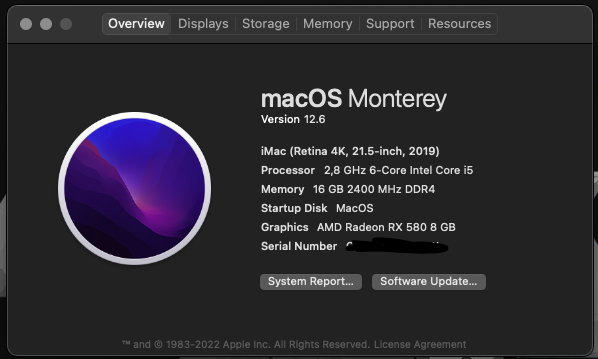 Overview Displays Storage Memory Support Resources
macOS Monterey
Version 12.6
iMac (Retina 4K, 21.5-inch, 2019)
Processor 2,8 GHz 6-Core Intel Core i5
Memory 16 GB 2400 MHz DDR4
Startup Disk MacOS
Graphics AMD Radeon RX 580 8 GB
Serial Number
System Report... Software Update...
™ and © 1983-2022 Apple Inc. All Rights Reserved. License Agreement